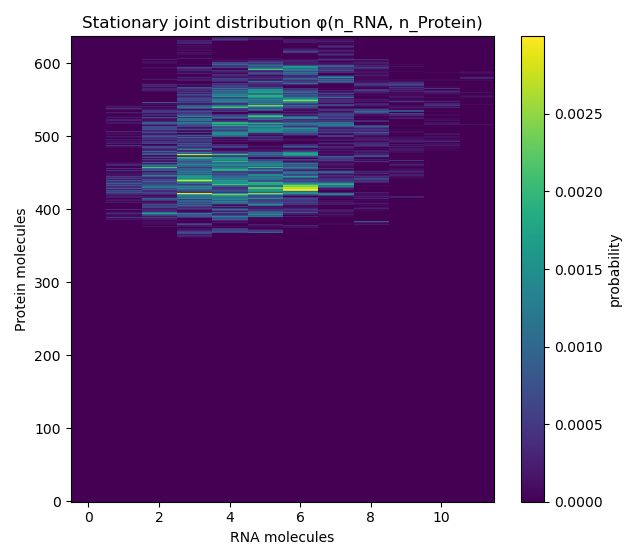 Stationary joint distribution φ(n_RNA, n_Protein)
600
500
400
300
200
100
0
Protein molecules
0 2 4 6 8 10
RNA molecules
0.0025
0.0020
0.0015
0.0010
0.0005
0.0000
probability